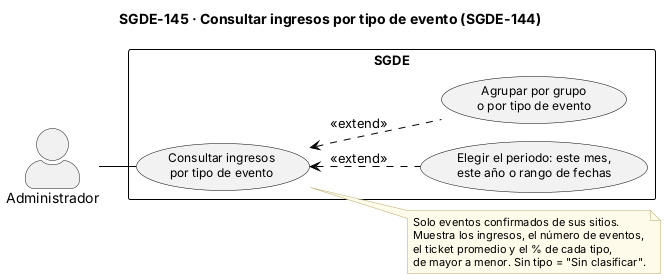 SGDE-145 · Consultar ingresos por tipo de evento (SGDE-144)
SGDE
Agrupar por grupo
o por tipo de evento
«extend»
Consultar ingresos
por tipo de evento
«extend»
Elegir el periodo: este mes,
este año o rango de fechas
Administrador
Solo eventos confirmados de sus sitios.
Muestra los ingresos, el número de eventos,
el ticket promedio y el % de cada tipo,
de mayor a menor. Sin tipo = "Sin clasificar".